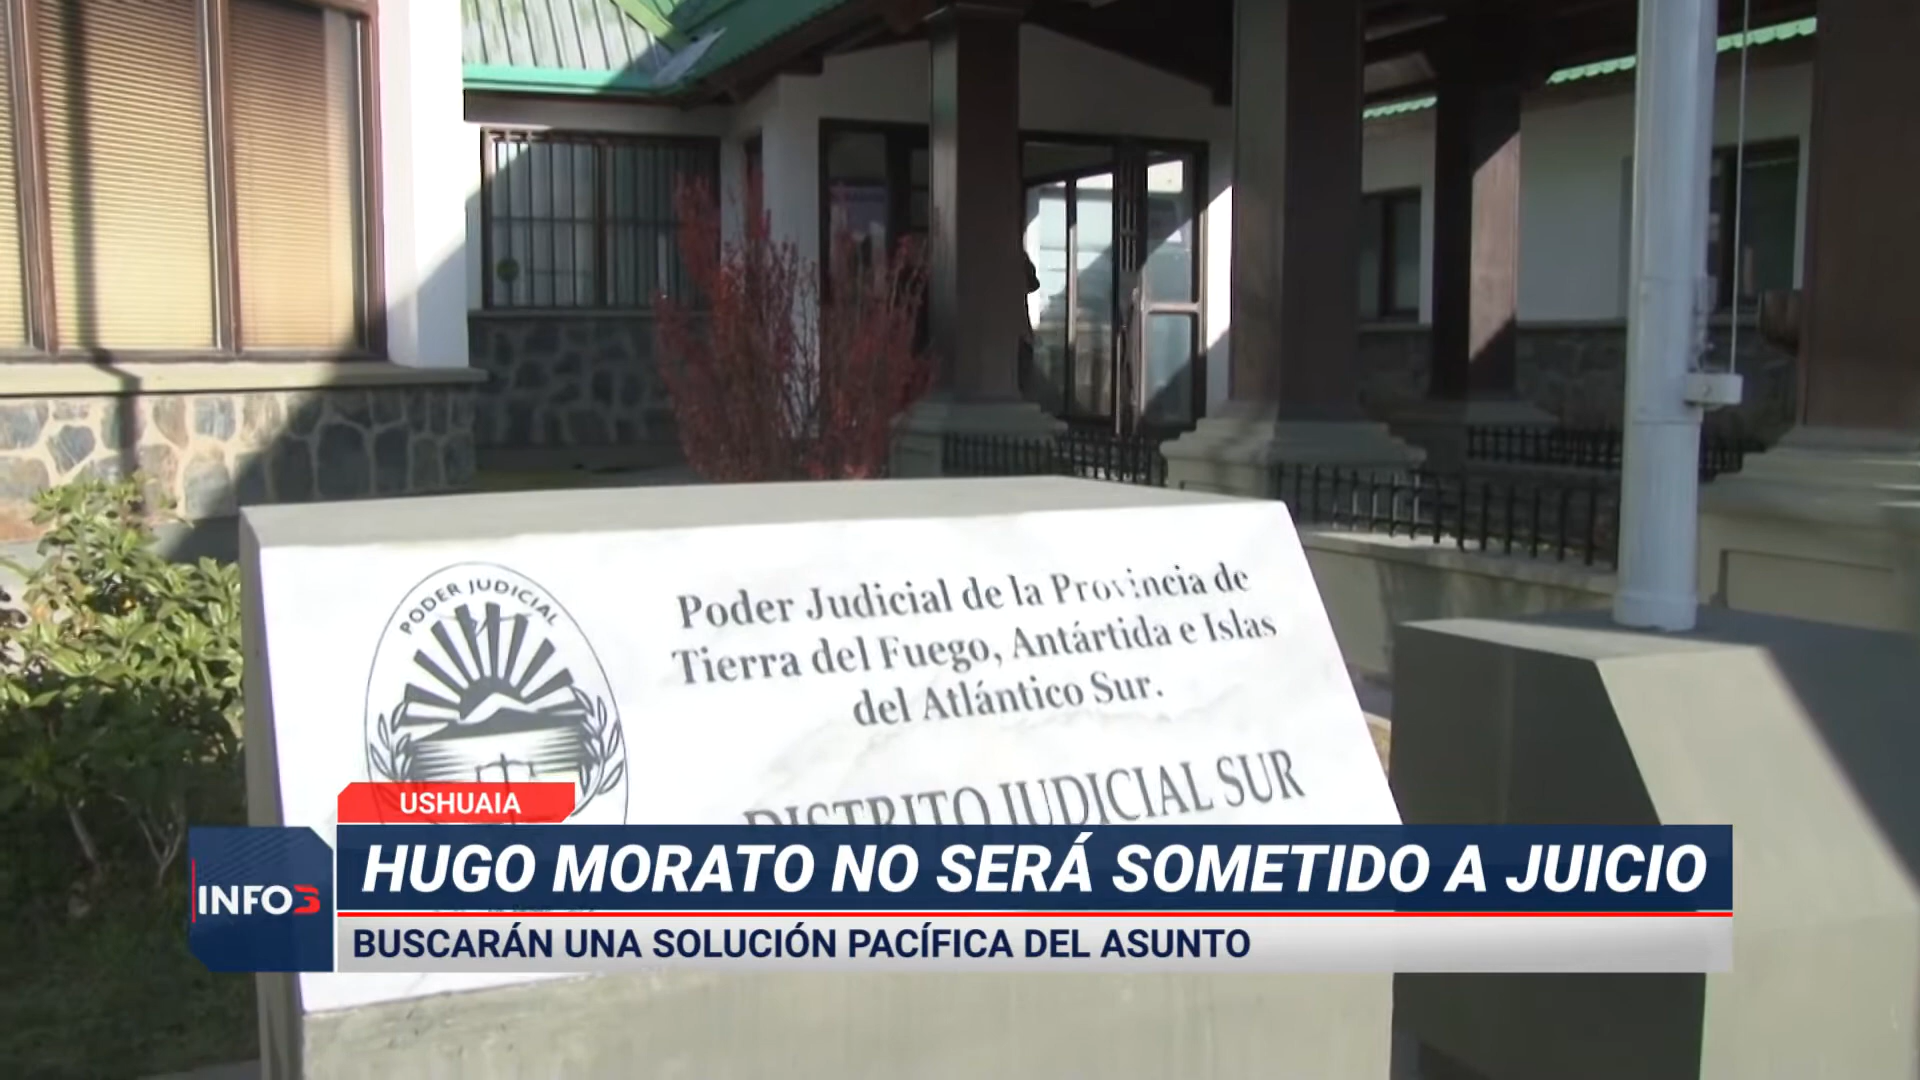 PODER JUDICIAL
Poder Judicial de la Provincia de
Tierra del Fuego, Antártida e Islas
del Atlántico Sur.
DISTRITO JUDICIAL SUR
USHUAIA
INFO3
HUGO MORATO NO SERÁ SOMETIDO A JUICIO
BUSCARÁN UNA SOLUCIÓN PACÍFICA DEL ASUNTO